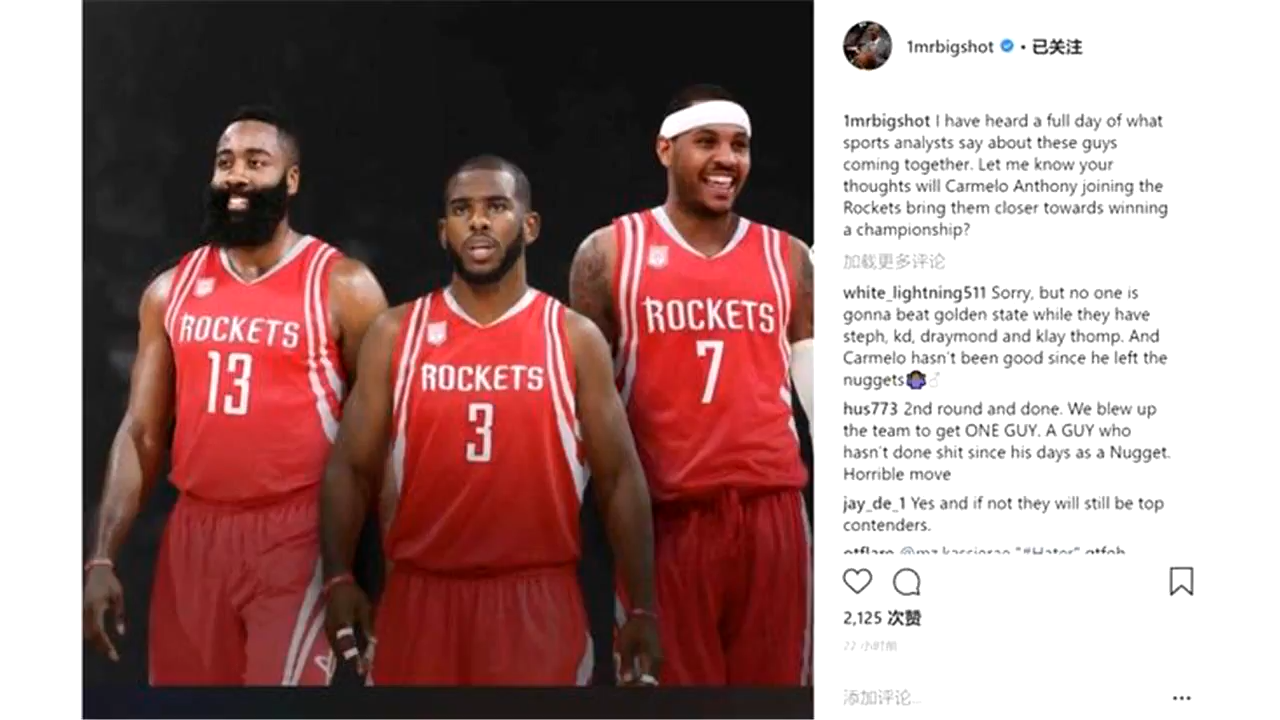 ROCKETS
13
ROCKETS
3
ROCKETS
7
1mrbigshot • 已关注
1mrbigshot I have heard a full day of what
sports analysts say about these guys
coming together. Let me know your
thoughts will Carmelo Anthony joining the
Rockets bring them closer towards winning
a championship?
加载更多评论
white_lightning511 Sorry, but no one is
gonna beat golden state while they have
steph, kd, draymond and klay thomp. And
Carmelo hasn't been good since he left the
nuggets🤷🏿‍♂
hus773 2nd round and done. We blew up
the team to get ONE GUY. A GUY who
hasn't done shit since his days as a Nugget.
Horrible move
jay_de_1 Yes and if not they will still be top
contenders.
2,125 次赞
22 小时前
添加评论...